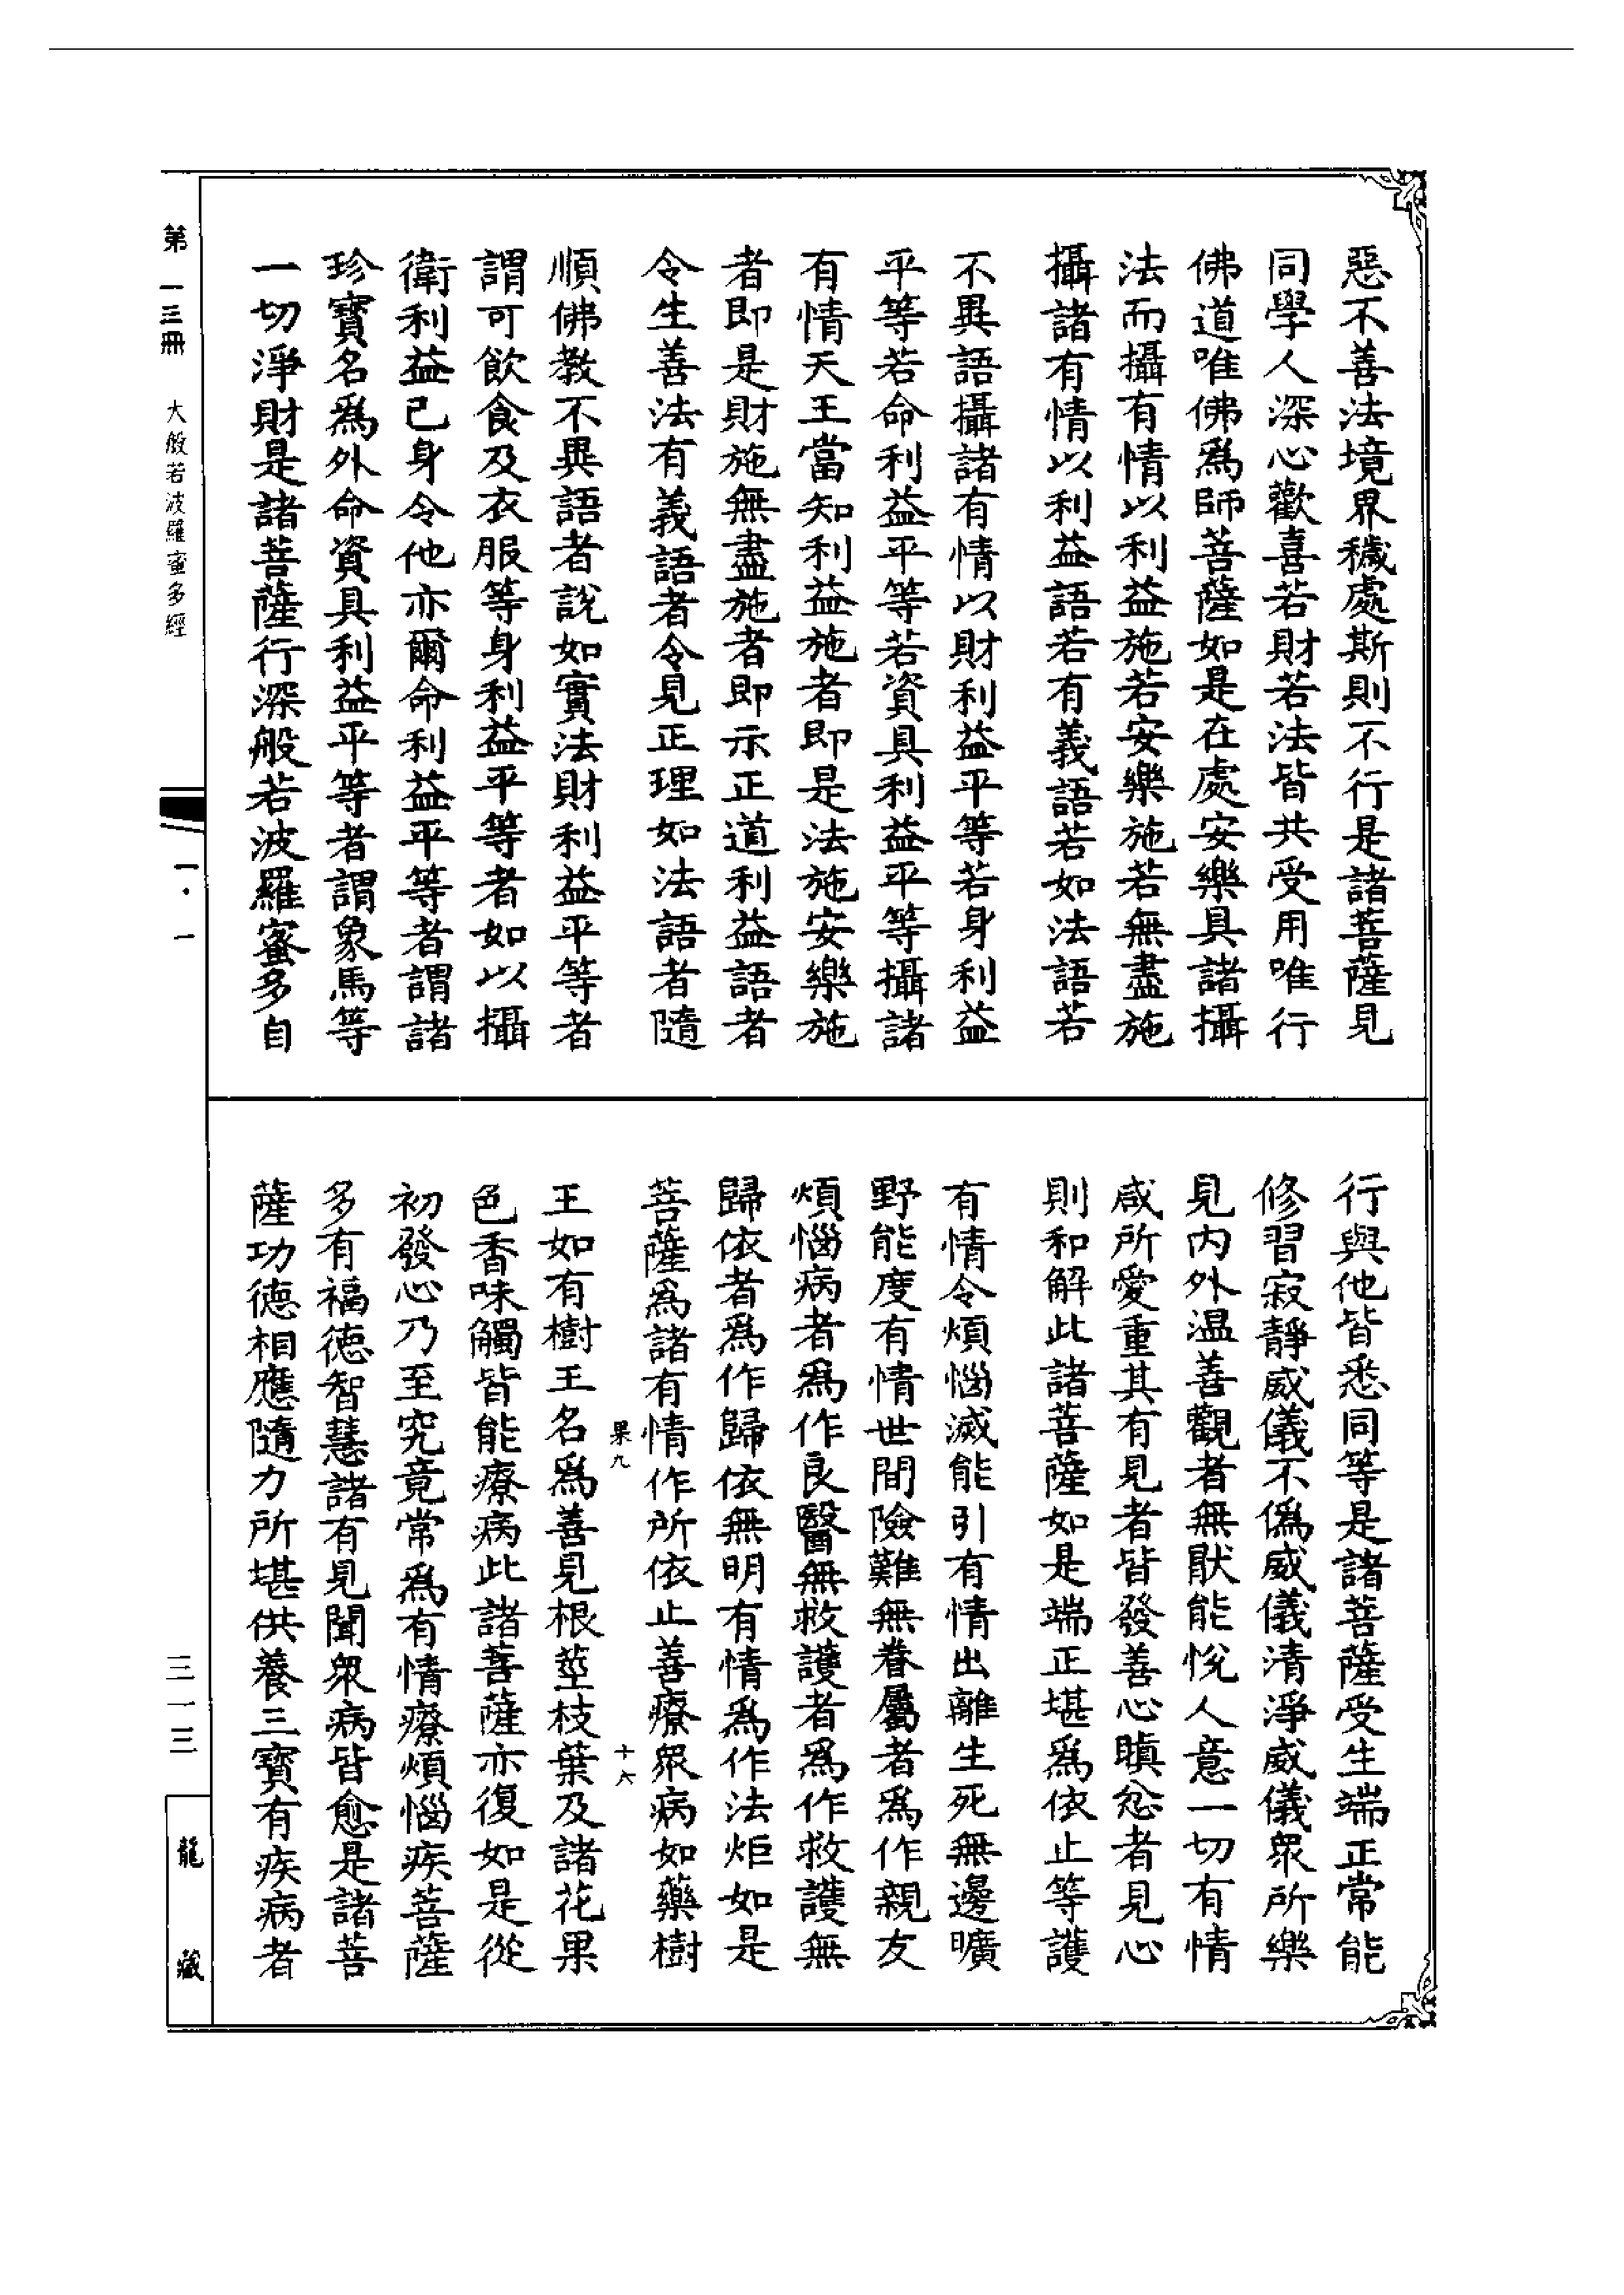 惡不善法境界穢處斯則不行是諸菩薩見
同學人深心歡喜若財若法皆共受用唯行
佛道唯佛爲師菩薩如是在處安樂具諸攝
法而攝有情以利益施若安樂施若無盡施
攝諸有情以利益語若有義語若如法語若
不異語攝諸有情以財利益平等若身利益
平等若命利益平等若資具利益平等攝諸
有情天王當知利益施者即是法施安樂施
者即是財施無盡施者即示正道利益語者
令生善法有義語者令見正理如法語者隨
順佛教不異語者說如實法財利益平等者
謂可飲食及衣服等身利益平等者如以攝
衛利益己身令他亦爾命利益平等者謂諸
珍寶名爲外命資具利益平等者謂象馬等
一切淨財是諸菩薩行深般若波羅蜜多自
行與他皆悉同等是諸菩薩受生端正常能
修習寂靜威儀不僞威儀清淨威儀眾所樂
見內外温善觀者無猒能悅人意一切有情
咸所愛重其有見者皆發善心瞋忿者見心
則和解此諸菩薩如是端正堪爲依止等護
有情令煩惱滅能引有情出離生死無邊曠
野能度有情世間險難無眷屬者爲作親友
煩惱病者爲作良醫無救護者爲作救護無
歸依者爲作歸依無明有情爲作法炬如是
菩薩爲諸有情作所依止善療眾病如藥樹
果九 十六
王如有樹王名爲善見根莖枝葉及諸花果
色香味觸皆能療病此諸菩薩亦復如是從
初發心乃至究竟常爲有情療煩惱疾菩薩
多有福德智慧諸有見聞眾病皆愈是諸菩
薩功德相應隨力所堪供養三寶有疾病者
第一三冊 大般若波羅蜜多經
一·一
三一三
龍藏